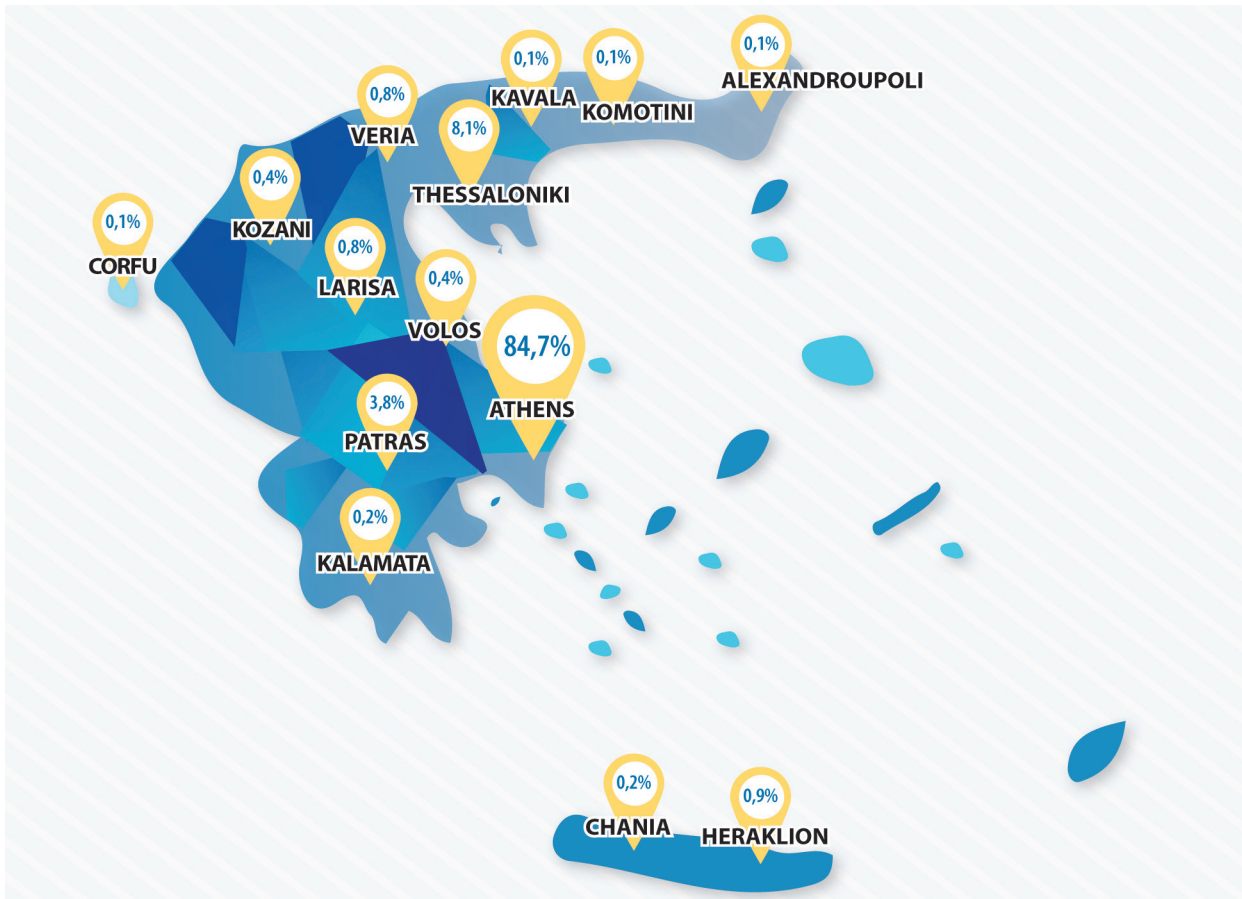 0,1%
ALEXANDROUPOLI
0,1%
KAVALA
0,1%
KOMOTINI
0,8%
VERIA
8,1%
THESSALONIKI
0,4%
KOZANI
0,1%
CORFU
0,8%
LARISA
0,4%
VOLOS
84,7%
ATHENS
3,8%
PATRAS
0,2%
KALAMATA
0,2%
CHANIA
0,9%
HERAKLION